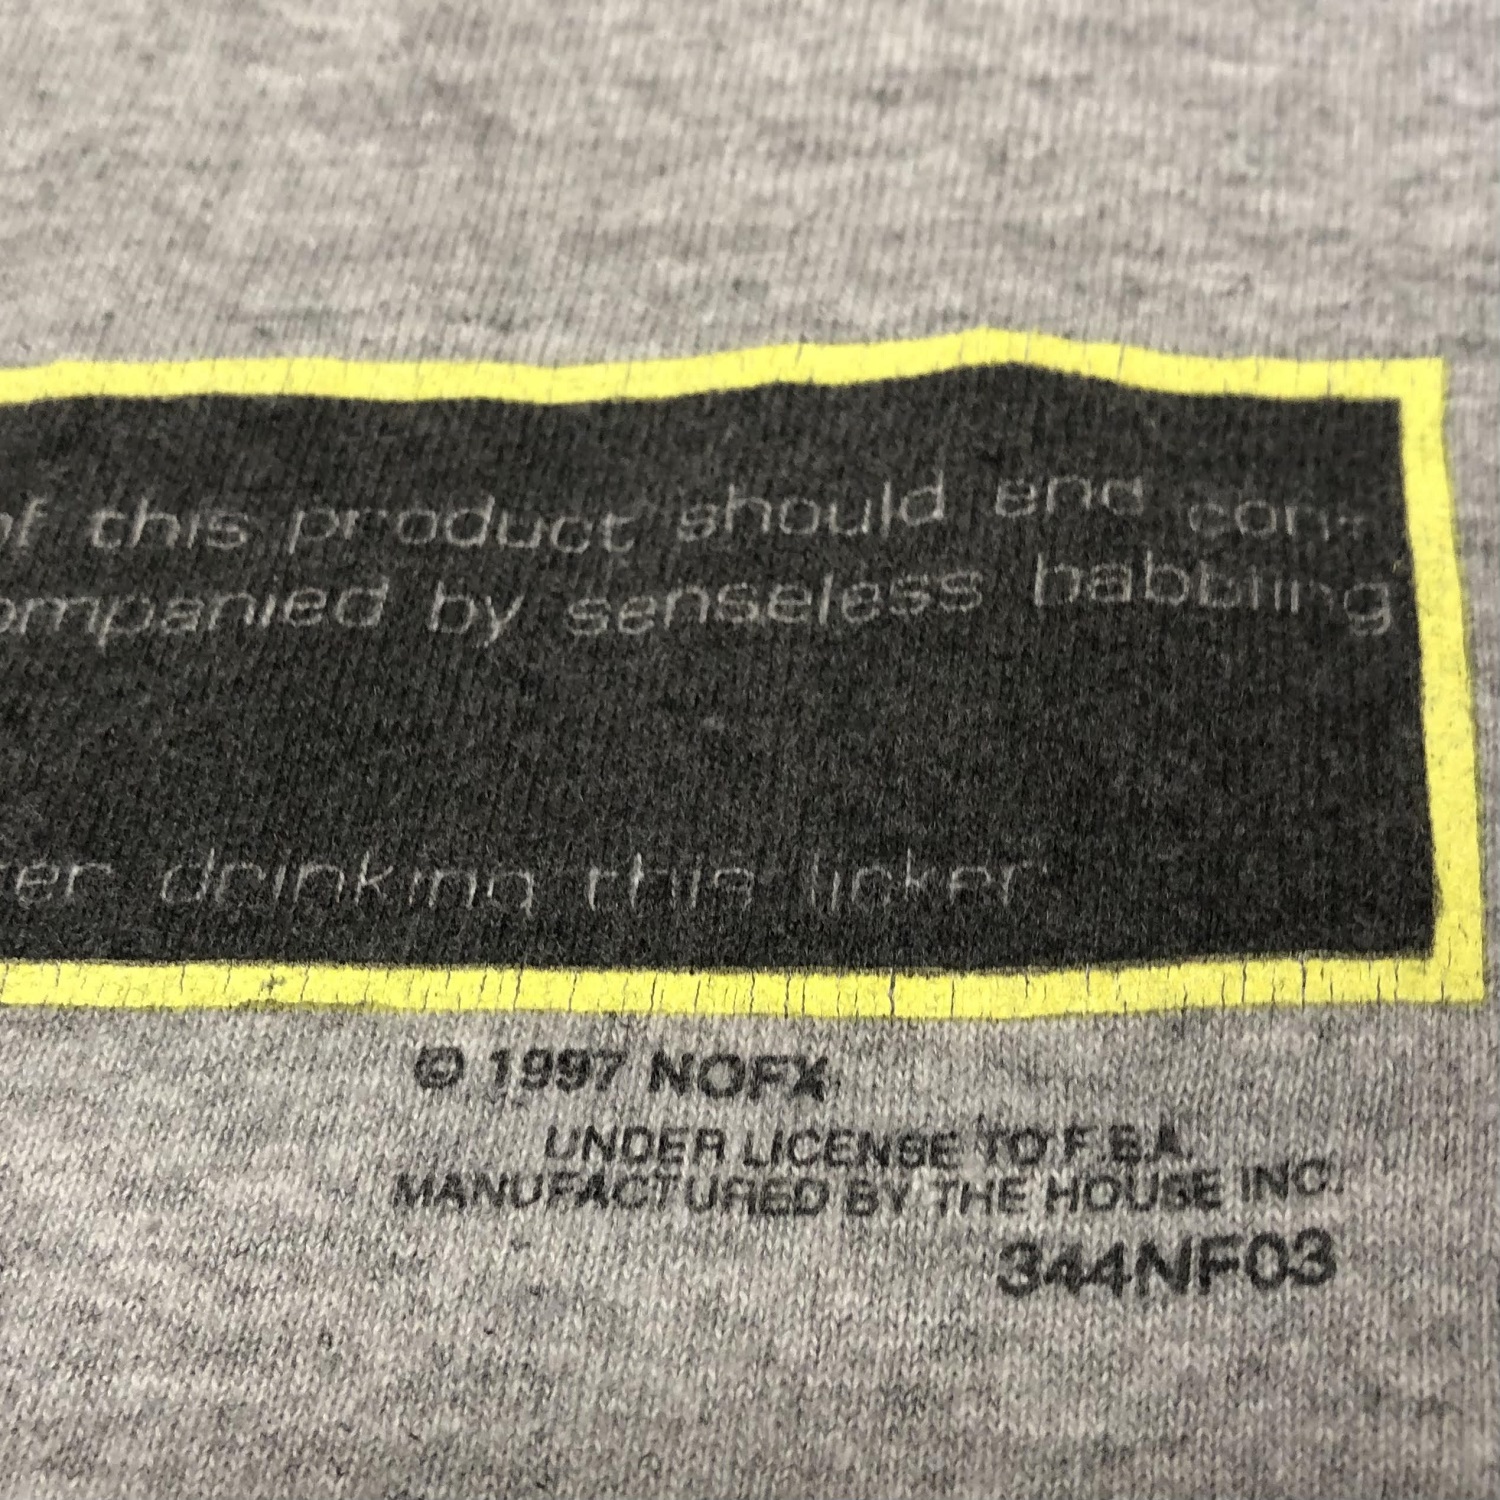 of this product should end con-
ompanied by senseless babbling
er drinking this licker
© 1997 NOFX
UNDER LICENSE TO F.B.A.
MANUFACTURED BY THE HOUSE INC.
344NF03